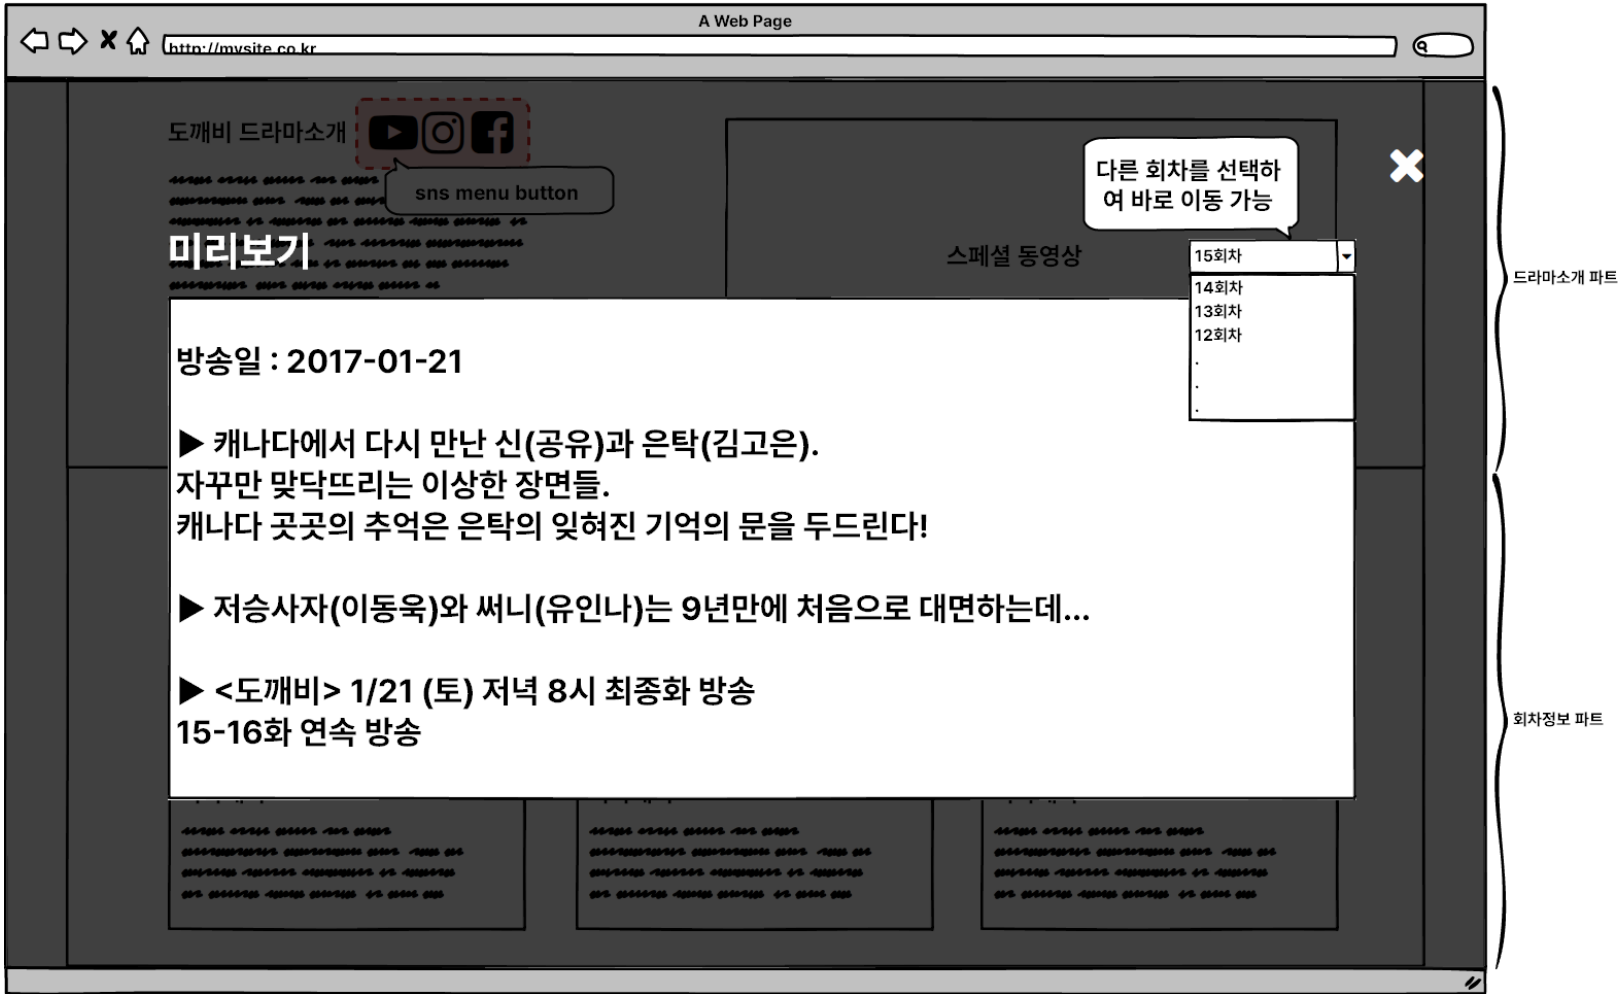 A Web Page
http://mysite.co.kr
도깨비 드라마소개
sns menu button
다른 회차를 선택하
여 바로 이동 가능
미리보기
스페셜 동영상
15회차
14회차
13회차
12회차
.
.
.
드라마소개 파트
방송일 : 2017-01-21
▶ 캐나다에서 다시 만난 신(공유)과 은탁(김고은).
자꾸만 맞닥뜨리는 이상한 장면들.
캐나다 곳곳의 추억은 은탁의 잊혀진 기억의 문을 두드린다!
▶ 저승사자(이동욱)와 써니(유인나)는 9년만에 처음으로 대면하는데...
▶ <도깨비> 1/21 (토) 저녁 8시 최종화 방송
15-16화 연속 방송
회차정보 파트